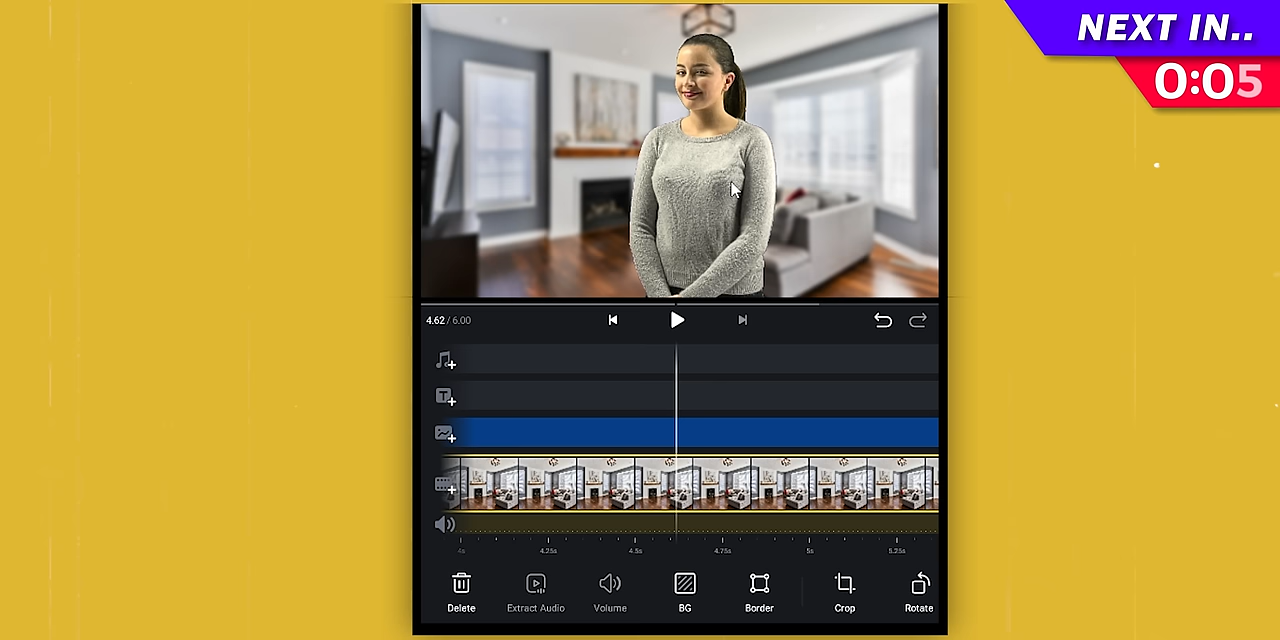 NEXT IN..
0:05
4.62 / 6.00
T
4s
4.25s
4.5s
4.75s
5s
5.25s
Delete
Extract Audio
Volume
BG
Border
Crop
Rotate